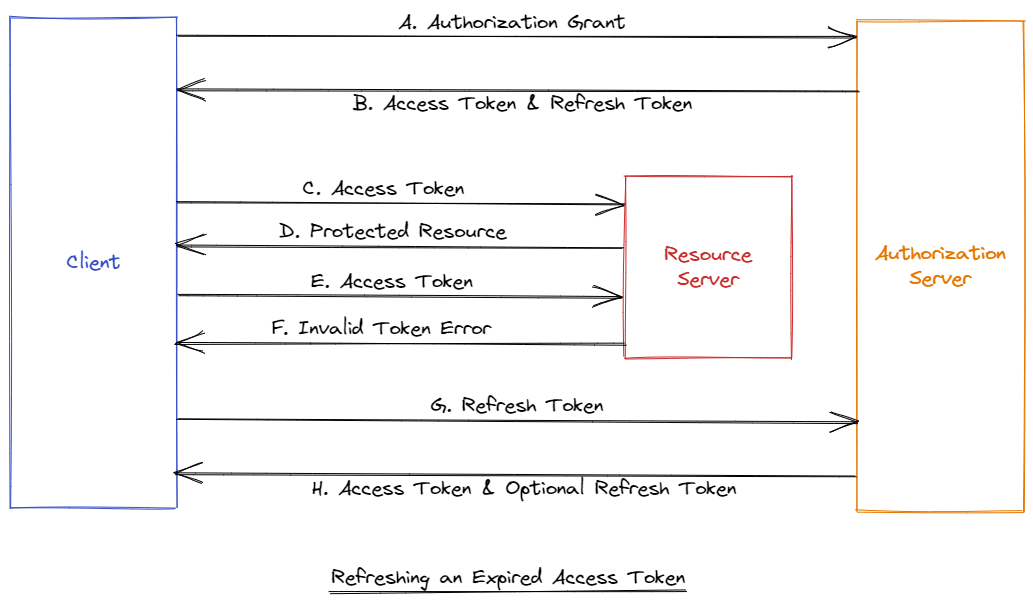 A. Authorization Grant
B. Access Token & Refresh Token
C. Access Token
D. Protected Resource
E. Access Token
F. Invalid Token Error
Client
Resource
Server
Authorization
Server
G. Refresh Token
H. Access Token & Optional Refresh Token
Refreshing an Expired Access Token